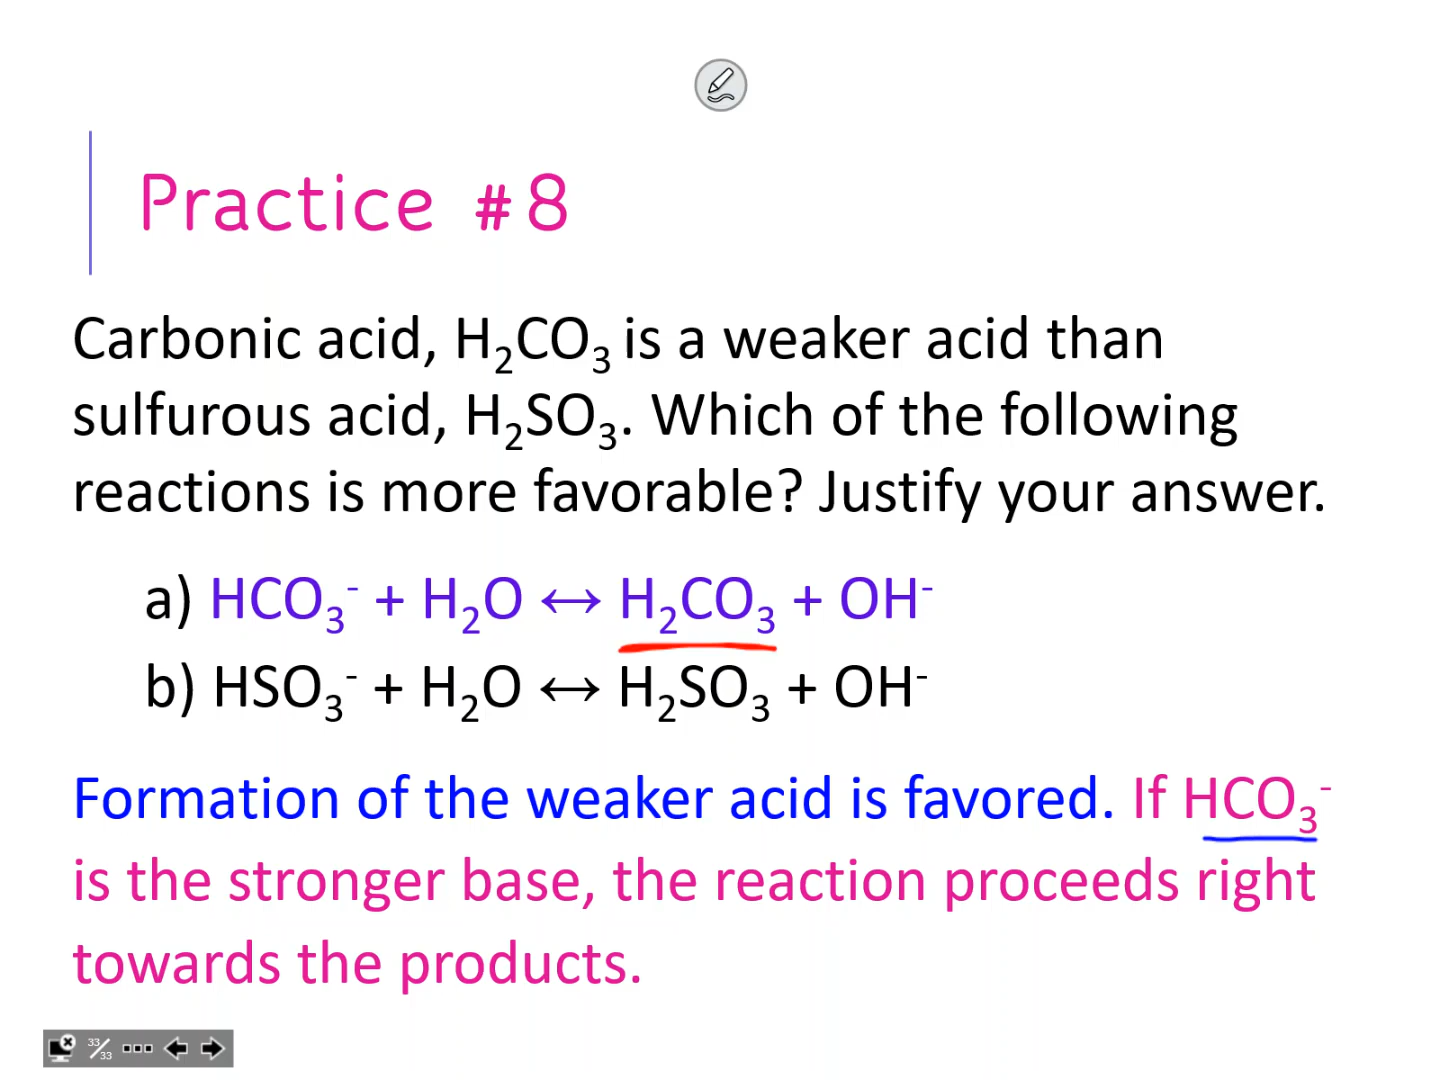 Practice #8
Carbonic acid, H₂CO₃ is a weaker acid than
sulfurous acid, H₂SO₃. Which of the following
reactions is more favorable? Justify your answer.
a) HCO₃⁻ + H₂O ↔ H₂CO₃ + OH⁻
b) HSO₃⁻ + H₂O ↔ H₂SO₃ + OH⁻
Formation of the weaker acid is favored. If HCO₃⁻
is the stronger base, the reaction proceeds right
towards the products.
33/33